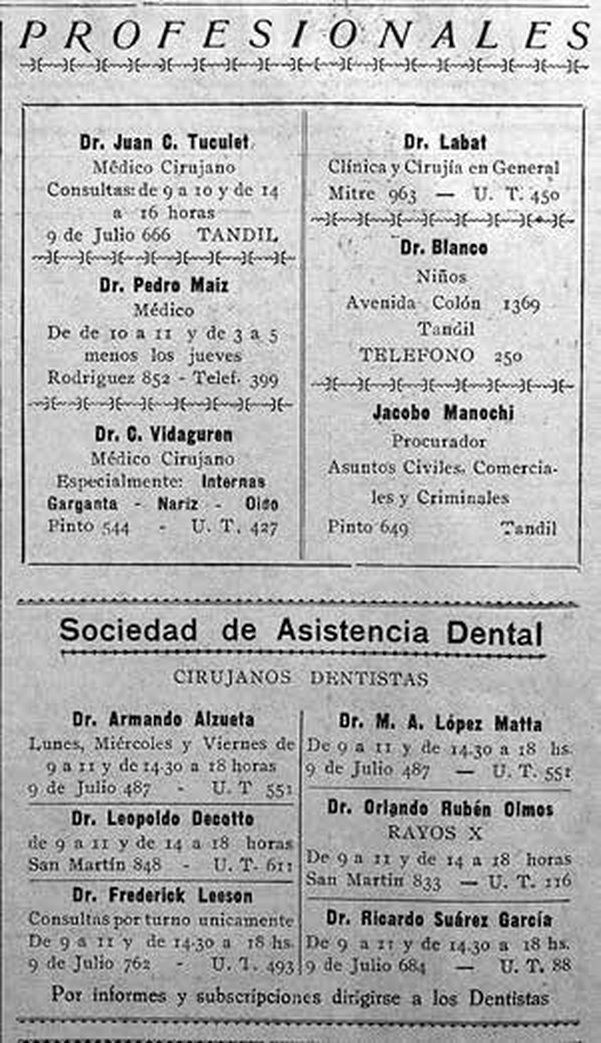 PROFESIONALES
Dr. Juan C. Tuculet
Médico Cirujano
Consultas: de 9 a 10 y de 14
a 16 horas
9 de Julio 666 TANDIL
Dr. Pedro Maiz
Médico
De de 10 a 11 y de 3 a 5
menos los jueves
Rodriguez 852 - Telef. 399
Dr. C. Vidaguren
Médico Cirujano
Especialmente: Internas
Garganta - Nariz - Oido
Pinto 544 - U. T. 427
Dr. Labat
Clínica y Cirujía en General
Mitre 963 — U. T. 450
Dr. Blanco
Niños
Avenida Colón 1369
Tandil
TELEFONO 250
Jacobo Manochi
Procurador
Asuntos Civiles, Comercia-
les y Criminales
Pinto 649 Tandil
Sociedad de Asistencia Dental
CIRUJANOS DENTISTAS
Dr. Armando Alzueta
Lunes, Miércoles y Viernes de
9 a 11 y de 14.30 a 18 horas
9 de Julio 487 - U. T 551
Dr. Leopoldo Decotto
de 9 a 11 y de 14 a 18 horas
San Martín 848 - U. T. 611
Dr. Frederick Leeson
Consultas por turno unicamente
De 9 a 11 y de 14.30 a 18 hs.
9 de Julio 762 - U. T. 493
Dr. M. A. López Matta
De 9 a 11 y de 14.30 a 18 hs.
9 de Julio 487 — U. T. 551
Dr. Orlando Rubén Olmos
RAYOS X
De 9 a 11 y de 14 a 18 horas
San Martin 833 — U. T. 116
Dr. Ricardo Suárez García
De 9 a 11 y de 14.30 a 18 hs.
9 de Julio 684 — U. T. 88
Por informes y subscripciones dirigirse a los Dentistas